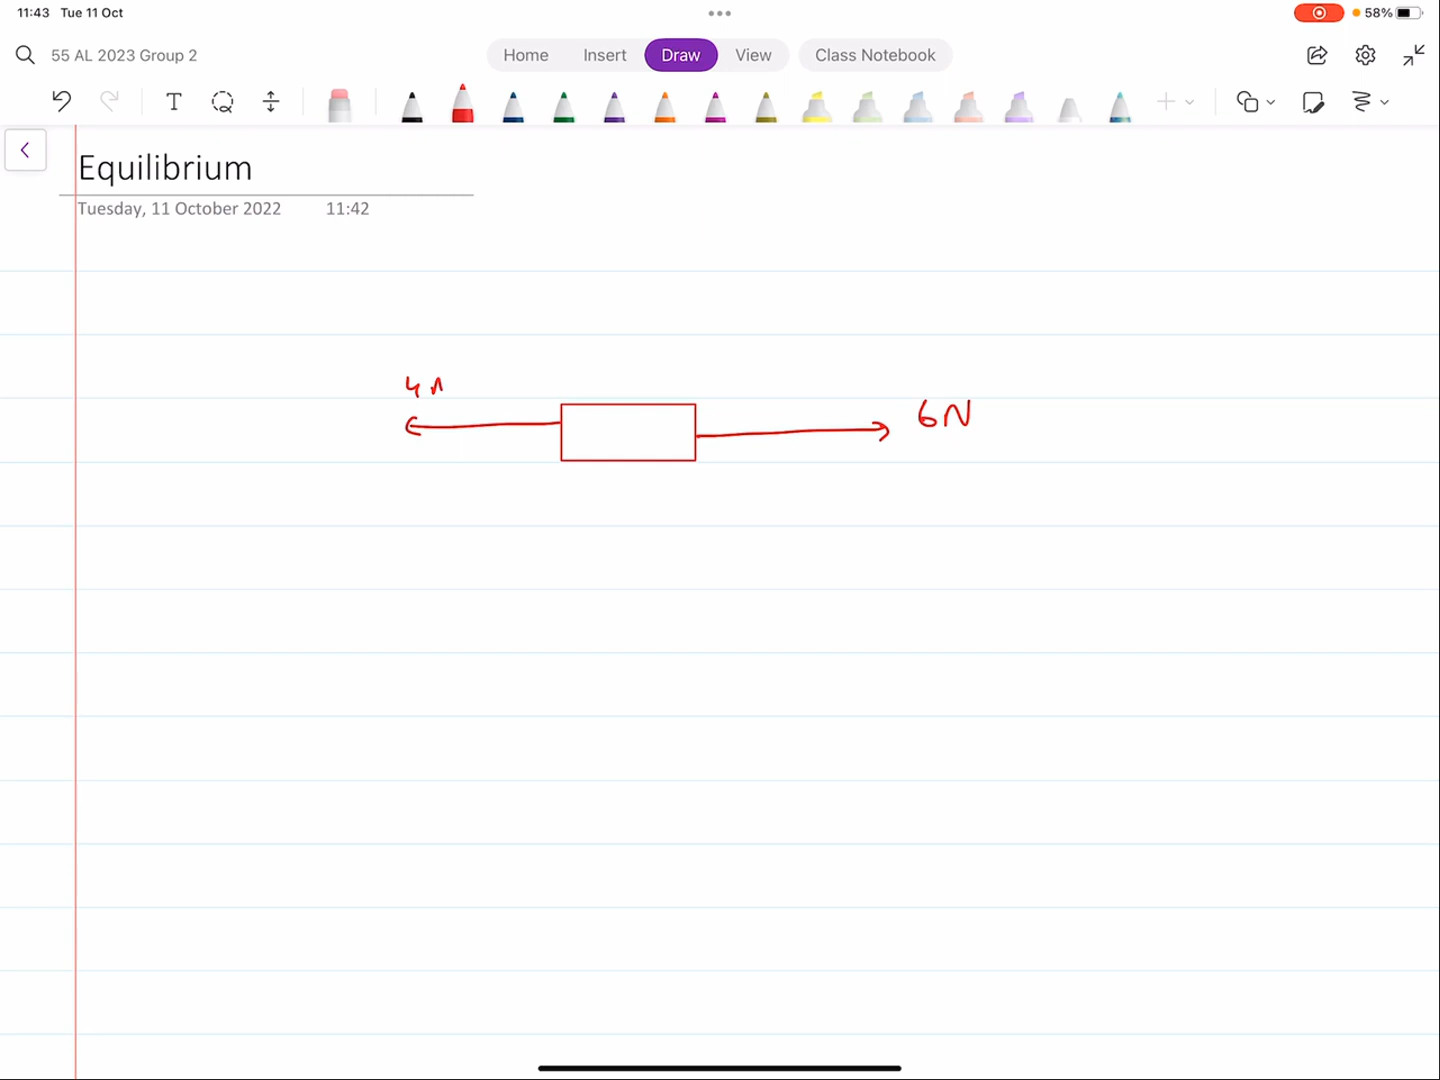 11:43 Tue 11 Oct
58%
55 AL 2023 Group 2
Home Insert Draw View Class Notebook
T
Equilibrium
Tuesday, 11 October 2022 11:42
4
6N